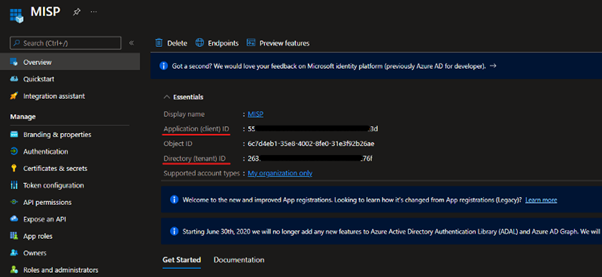 MISP
Search (Ctrl+/)
«
Overview
Quickstart
Integration assistant
Manage
Branding & properties
Authentication
Certificates & secrets
Token configuration
API permissions
Expose an API
App roles
Owners
Roles and administrators
Delete Endpoints Preview features
Got a second? We would love your feedback on Microsoft identity platform (previously Azure AD for developer). →
Essentials
Display name : MISP
Application (client) ID : 55 .3d
Object ID : 6c7d4eb1-35e8-4002-8fe0-31e3f92b26ae
Directory (tenant) ID : 263. .76f
Supported account types : My organization only
Welcome to the new and improved App registrations. Looking to learn how it's changed from App registrations (Legacy)? Learn more
Starting June 30th, 2020 we will no longer add any new features to Azure Active Directory Authentication Library (ADAL) and Azure AD Graph. We will
Get Started Documentation